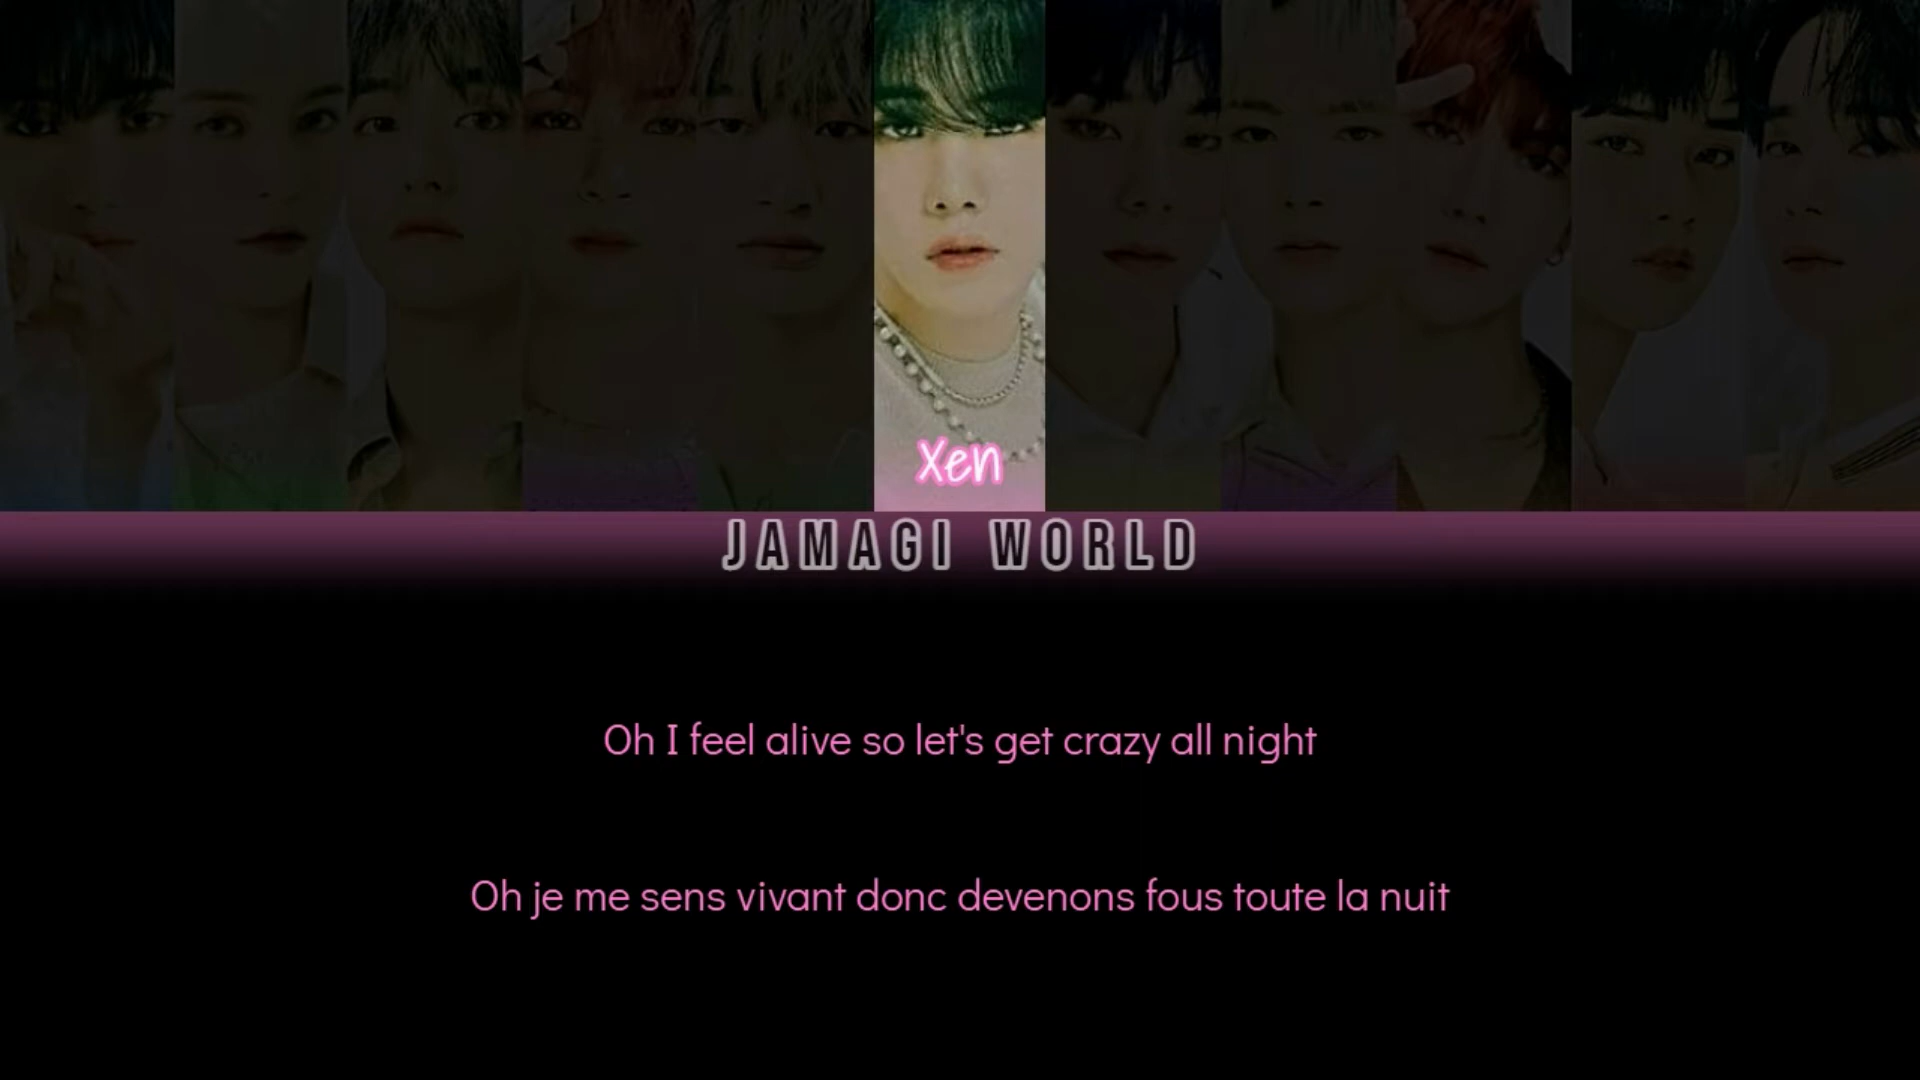 Xen
JAMAGI WORLD
Oh I feel alive so let's get crazy all night
Oh je me sens vivant donc devenons fous toute la nuit